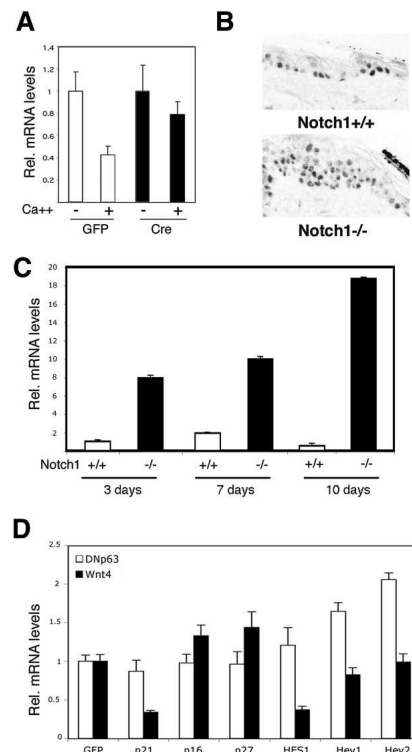 A
Rel. mRNA levels
1.4
1.2
1
0.8
0.6
0.4
0.2
Ca++ - + - +
GFP Cre
B
Notch1+/+
Notch1-/-
C
Rel. mRNA levels
20
18
16
14
12
10
8
6
4
2
Notch1 +/+ -/- +/+ -/- +/+ -/-
3 days 7 days 10 days
D
Rel. mRNA levels
2.5
2
1.5
1
0.5
0
DNp63
Wnt4
GFP p21 p16 p27 HES1 Hey1 Hey2